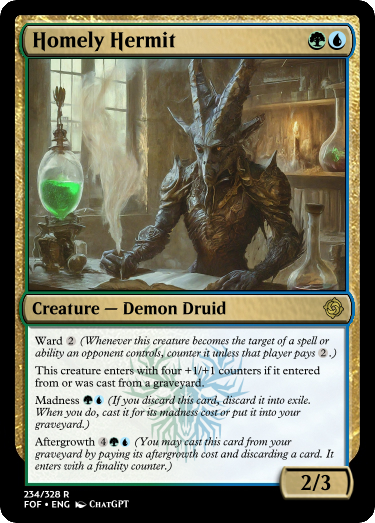 Homely Hermit
Creature — Demon Druid
Ward 2 (Whenever this creature becomes the target of a spell or
ability an opponent controls, counter it unless that player pays 2.)
This creature enters with four +1/+1 counters if it entered
from or was cast from a graveyard.
Madness (If you discard this card, discard it into exile.
When you do, cast it for its madness cost or put it into your
graveyard.)
Aftergrowth 4 (You may cast this card from your
graveyard by paying its aftergrowth cost and discarding a card. It
enters with a finality counter.)
2/3
234/328 R
FOF • ENG ChatGPT